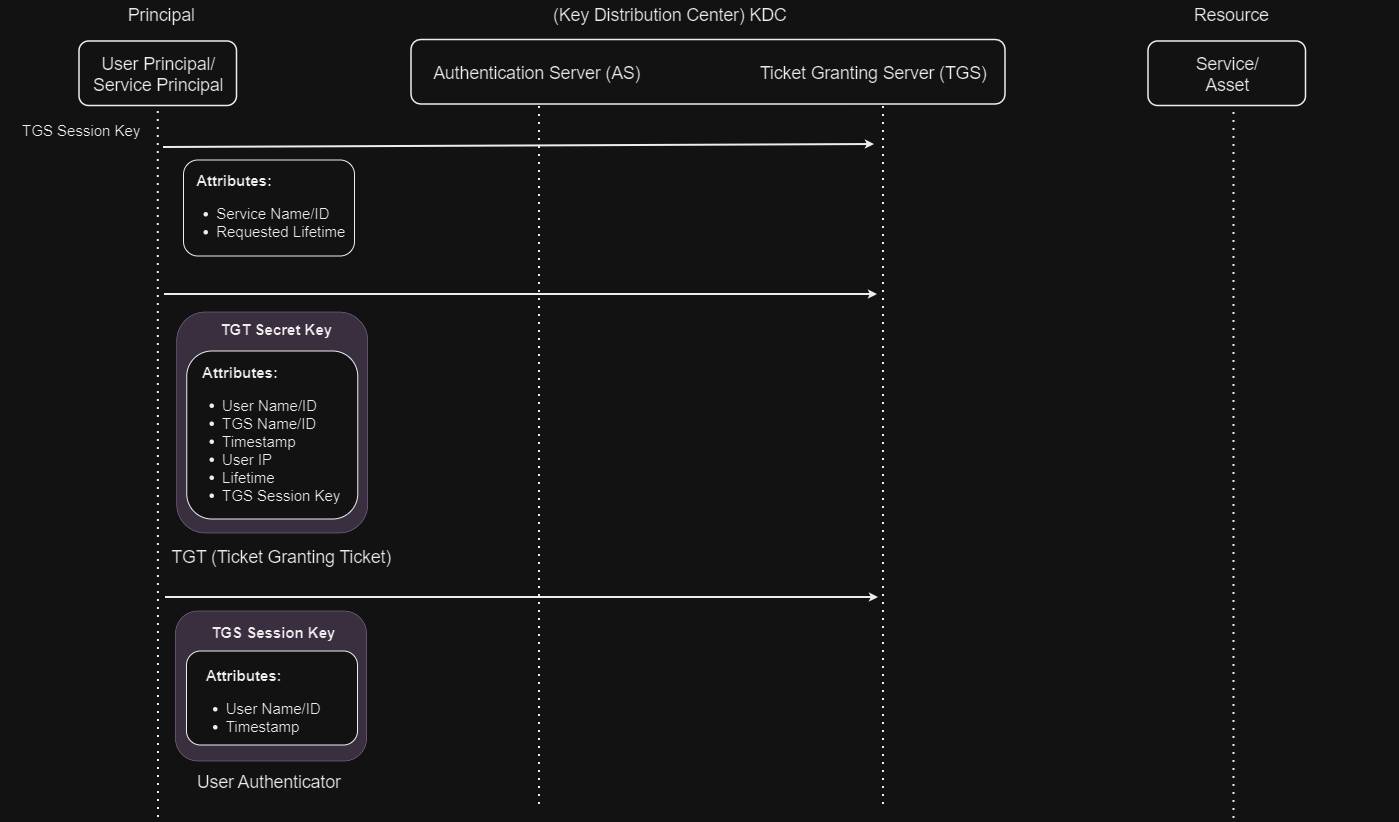 Principal
(Key Distribution Center) KDC
Resource
User Principal/
Service Principal
Authentication Server (AS)
Ticket Granting Server (TGS)
Service/
Asset
TGS Session Key
Attributes:
• Service Name/ID
• Requested Lifetime
TGT Secret Key
Attributes:
• User Name/ID
• TGS Name/ID
• Timestamp
• User IP
• Lifetime
• TGS Session Key
TGT (Ticket Granting Ticket)
TGS Session Key
Attributes:
• User Name/ID
• Timestamp
User Authenticator